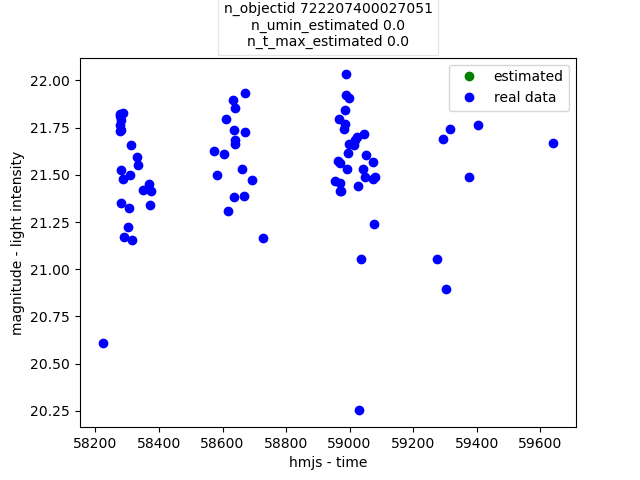 n_objectid 722207400027051
n_umin_estimated 0.0
n_t_max_estimated 0.0
estimated
real data
magnitude - light intensity
22.00
21.75
21.50
21.25
21.00
20.75
20.50
20.25
58200 58400 58600 58800 59000 59200 59400 59600
hmjs - time